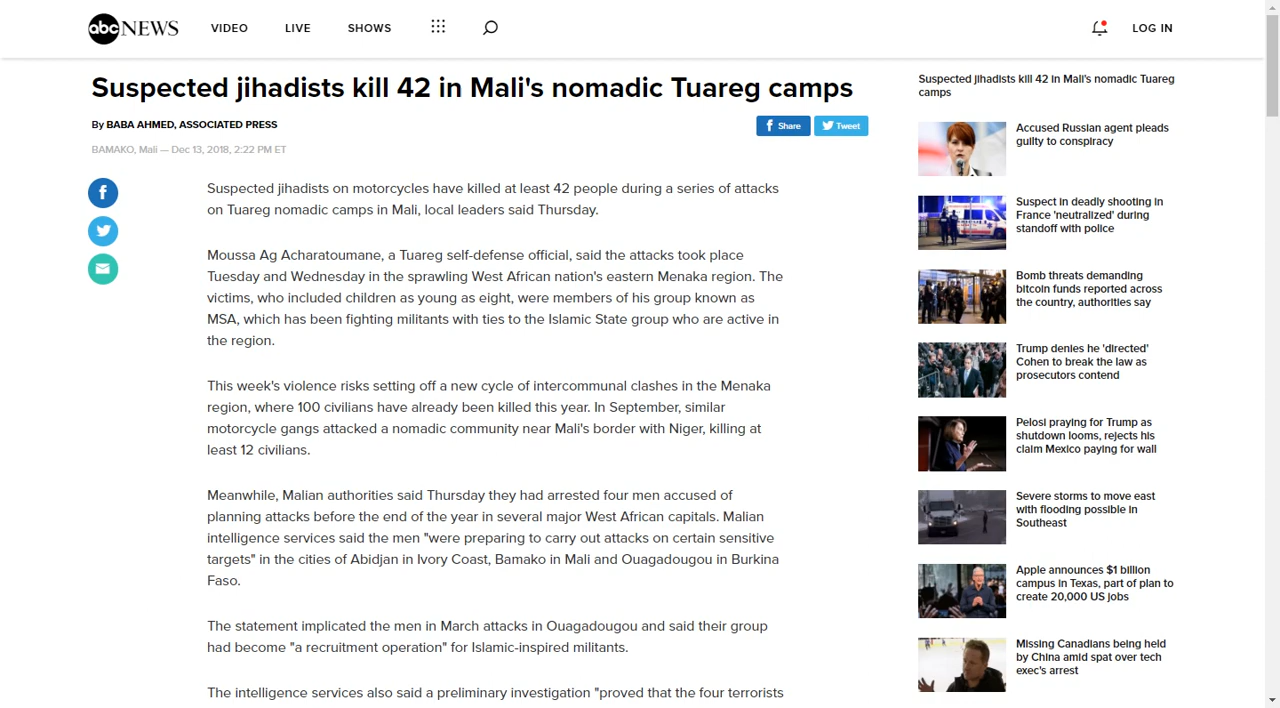 abc NEWS VIDEO LIVE SHOWS LOG IN
Suspected jihadists kill 42 in Mali's nomadic Tuareg camps
By BABA AHMED, ASSOCIATED PRESS
Share Tweet
BAMAKO, Mali — Dec 13, 2018, 2:22 PM ET
Suspected jihadists on motorcycles have killed at least 42 people during a series of attacks
on Tuareg nomadic camps in Mali, local leaders said Thursday.
Moussa Ag Acharatoumane, a Tuareg self-defense official, said the attacks took place
Tuesday and Wednesday in the sprawling West African nation's eastern Menaka region. The
victims, who included children as young as eight, were members of his group known as
MSA, which has been fighting militants with ties to the Islamic State group who are active in
the region.
This week's violence risks setting off a new cycle of intercommunal clashes in the Menaka
region, where 100 civilians have already been killed this year. In September, similar
motorcycle gangs attacked a nomadic community near Mali's border with Niger, killing at
least 12 civilians.
Meanwhile, Malian authorities said Thursday they had arrested four men accused of
planning attacks before the end of the year in several major West African capitals. Malian
intelligence services said the men "were preparing to carry out attacks on certain sensitive
targets" in the cities of Abidjan in Ivory Coast, Bamako in Mali and Ouagadougou in Burkina
Faso.
The statement implicated the men in March attacks in Ouagadougou and said their group
had become "a recruitment operation" for Islamic-inspired militants.
The intelligence services also said a preliminary investigation "proved that the four terrorists
Suspected jihadists kill 42 in Mali's nomadic Tuareg
camps
Accused Russian agent pleads
guilty to conspiracy
Suspect in deadly shooting in
France 'neutralized' during
standoff with police
Bomb threats demanding
bitcoin funds reported across
the country, authorities say
Trump denies he 'directed'
Cohen to break the law as
prosecutors contend
Pelosi praying for Trump as
shutdown looms, rejects his
claim Mexico paying for wall
Severe storms to move east
with flooding possible in
Southeast
Apple announces $1 billion
campus in Texas, part of plan to
create 20,000 US jobs
Missing Canadians being held
by China amid spat over tech
exec's arrest